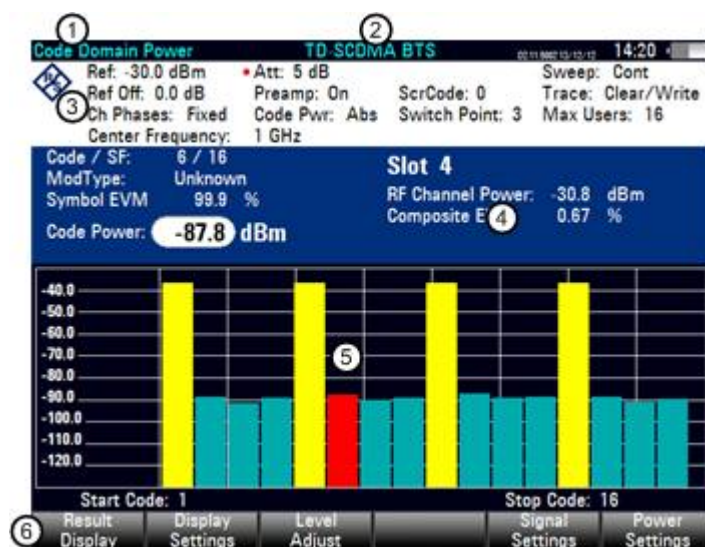 1 2
Code Domain Power TD-SCDMA BTS 14:20
Ref: -30.0 dBm Att: 5 dB Sweep: Cont
3 Ref Off: 0.0 dB Preamp: On ScrCode: 0 Trace: Clear/Write
Ch Phases: Fixed Code Pwr: Abs Switch Point: 3 Max Users: 16
Center Frequency: 1 GHz
Code / SF: 6 / 16 Slot 4
ModType: Unknown
Symbol EVM 99.9 % RF Channel Power: -30.8 dBm
Composite E 4 0.67 %
Code Power: -87.8 dBm
-40.0
-50.0
-60.0
-70.0
5
-80.0
-90.0
-100.0
-110.0
-120.0
Start Code: 1 Stop Code: 16
6 Result Display Level Signal Power
Display Settings Adjust Settings Settings